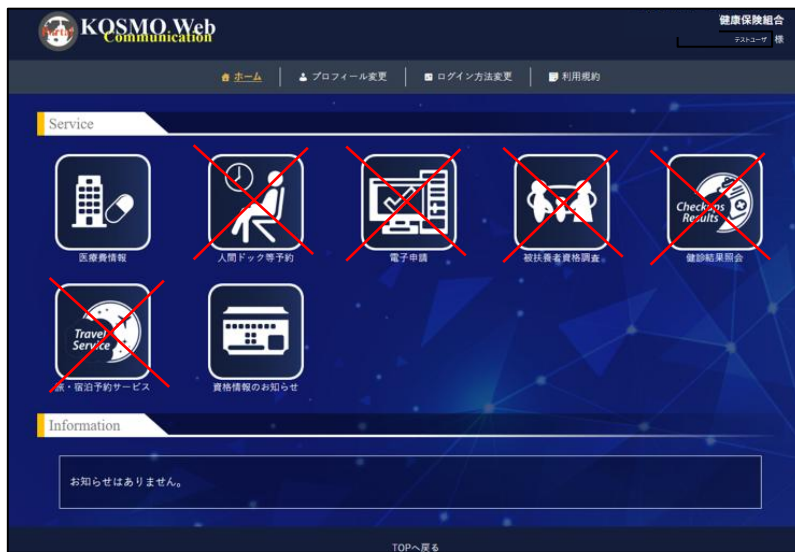 Portal
KOSMO Web
Communication
健康保険組合
テストユーザ 様
ホーム
プロフィール変更
ログイン方法変更
利用規約
Service
医療費情報
人間ドック等予約
電子申請
被扶養者資格調査
Checkups
Results
健診結果照会
Travel
Service
旅・宿泊予約サービス
資格情報のお知らせ
Information
お知らせはありません。
TOPへ戻る